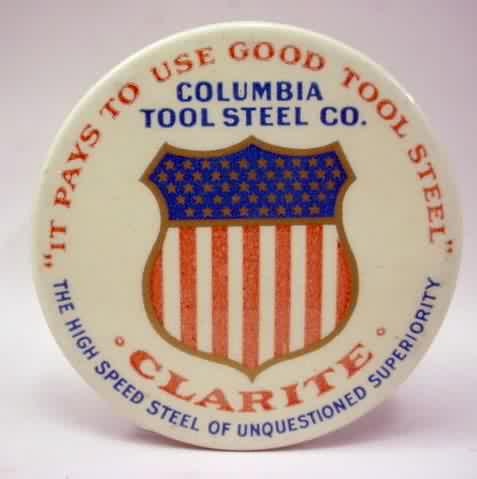 "IT PAYS TO USE GOOD TOOL STEEL"
COLUMBIA
TOOL STEEL CO.
CLARITE
THE HIGH SPEED STEEL OF UNQUESTIONED SUPERIORITY